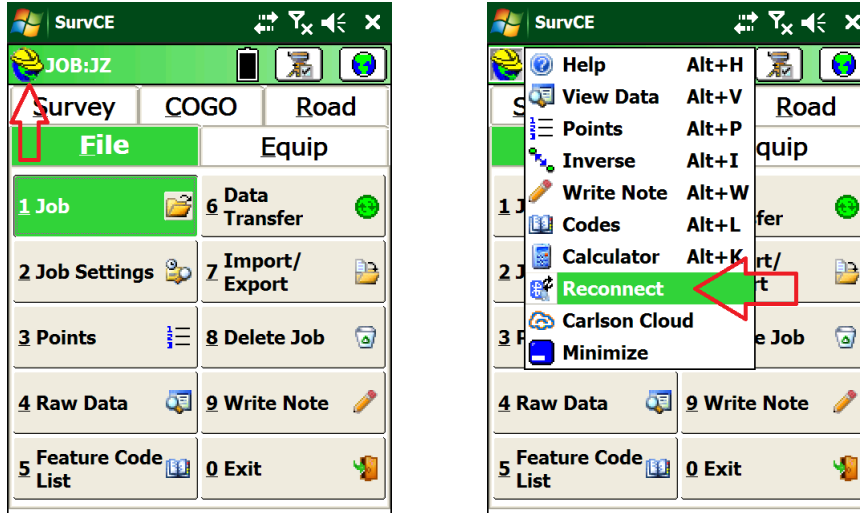 SurvCE
JOB:JZ
Survey COGO Road
File Equip
1 Job
6 Data
Transfer
2 Job Settings
7 Import/
Export
3 Points
8 Delete Job
4 Raw Data
9 Write Note
5 Feature Code
List
0 Exit
SurvCE
Help Alt+H
View Data Alt+V
Points Alt+P
Inverse Alt+I
Write Note Alt+W
Codes Alt+L
Calculator Alt+K
Reconnect
Carlson Cloud
Minimize
S
Road
quip
1 J
fer
2 J
rt/
rt
3 P
e Job
4 Raw Data
9 Write Note
5 Feature Code
List
0 Exit